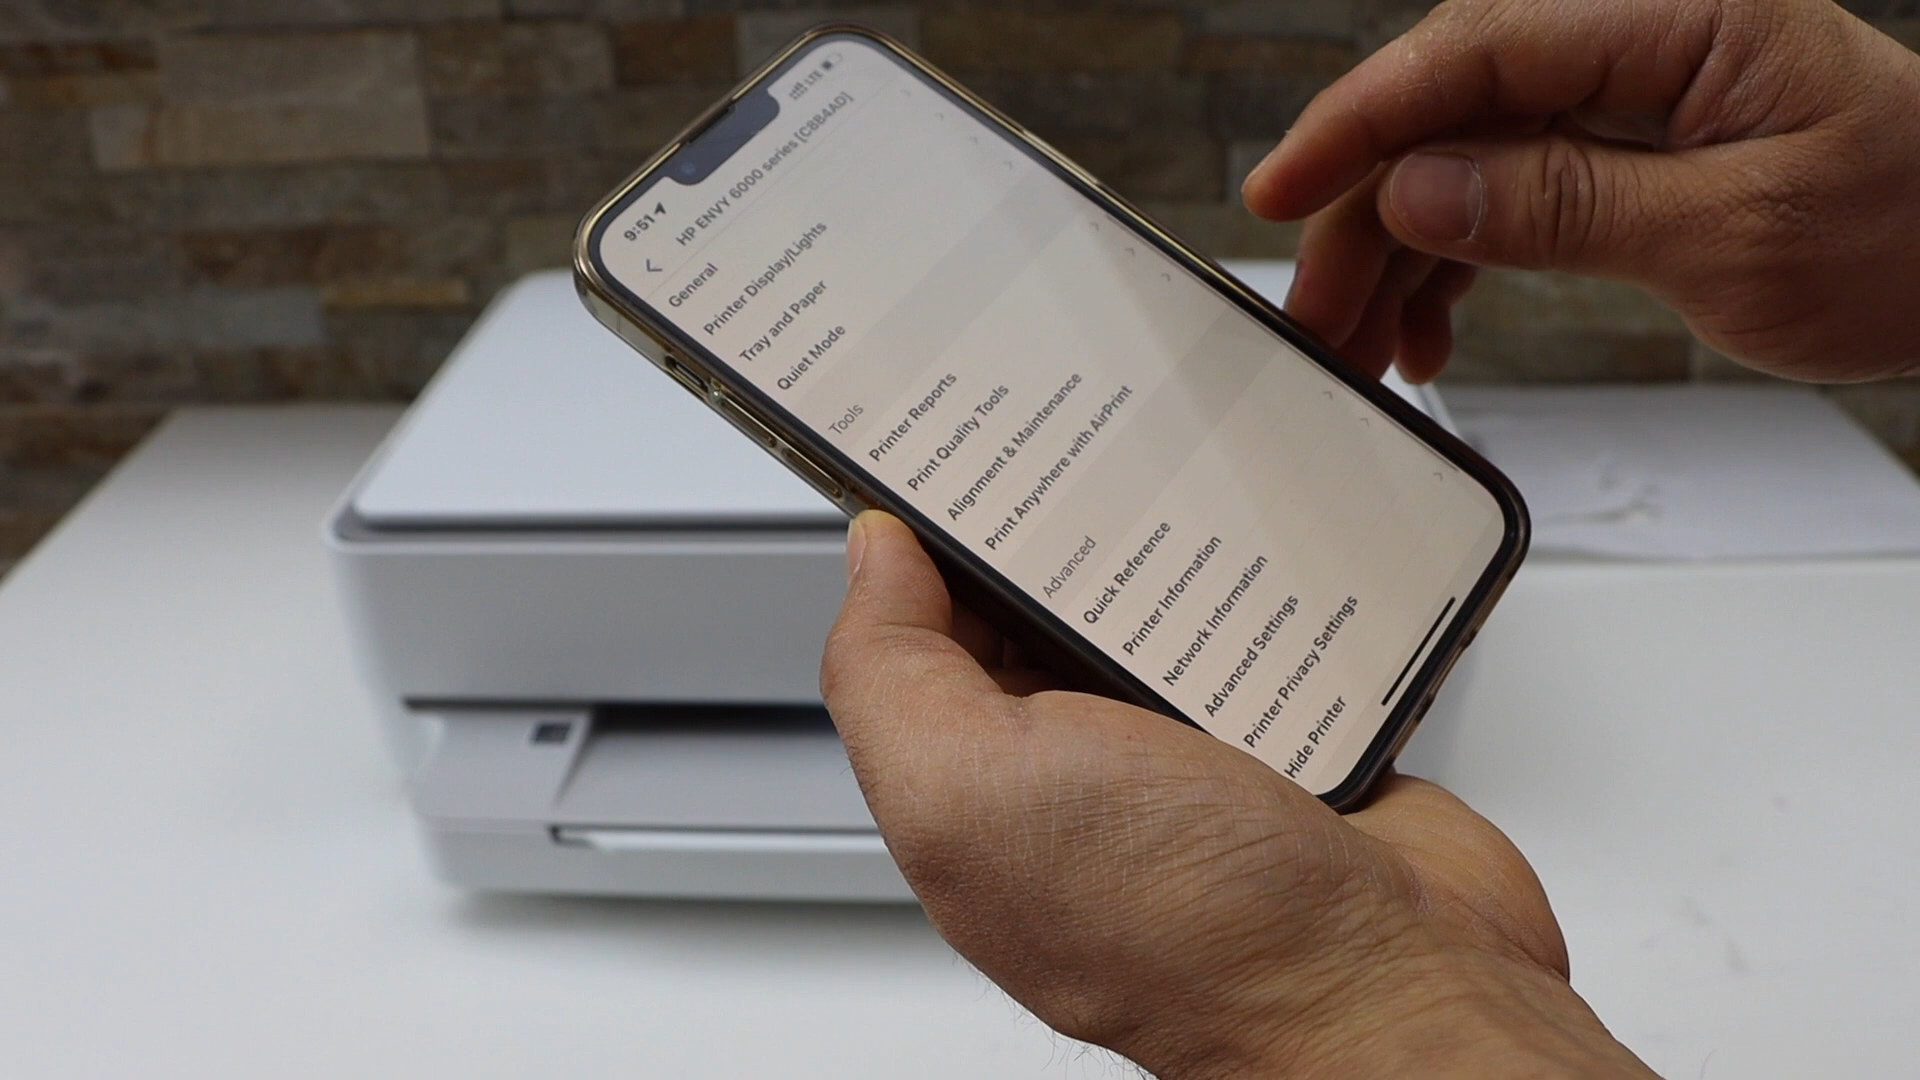 9:51
LTE
HP ENVY 6000 series [C8B4AD]
General
Printer Display/Lights
Tray and Paper
Quiet Mode
Tools
Printer Reports
Print Quality Tools
Alignment & Maintenance
Print Anywhere with AirPrint
Advanced
Quick Reference
Printer Information
Network Information
Advanced Settings
Printer Privacy Settings
Hide Printer